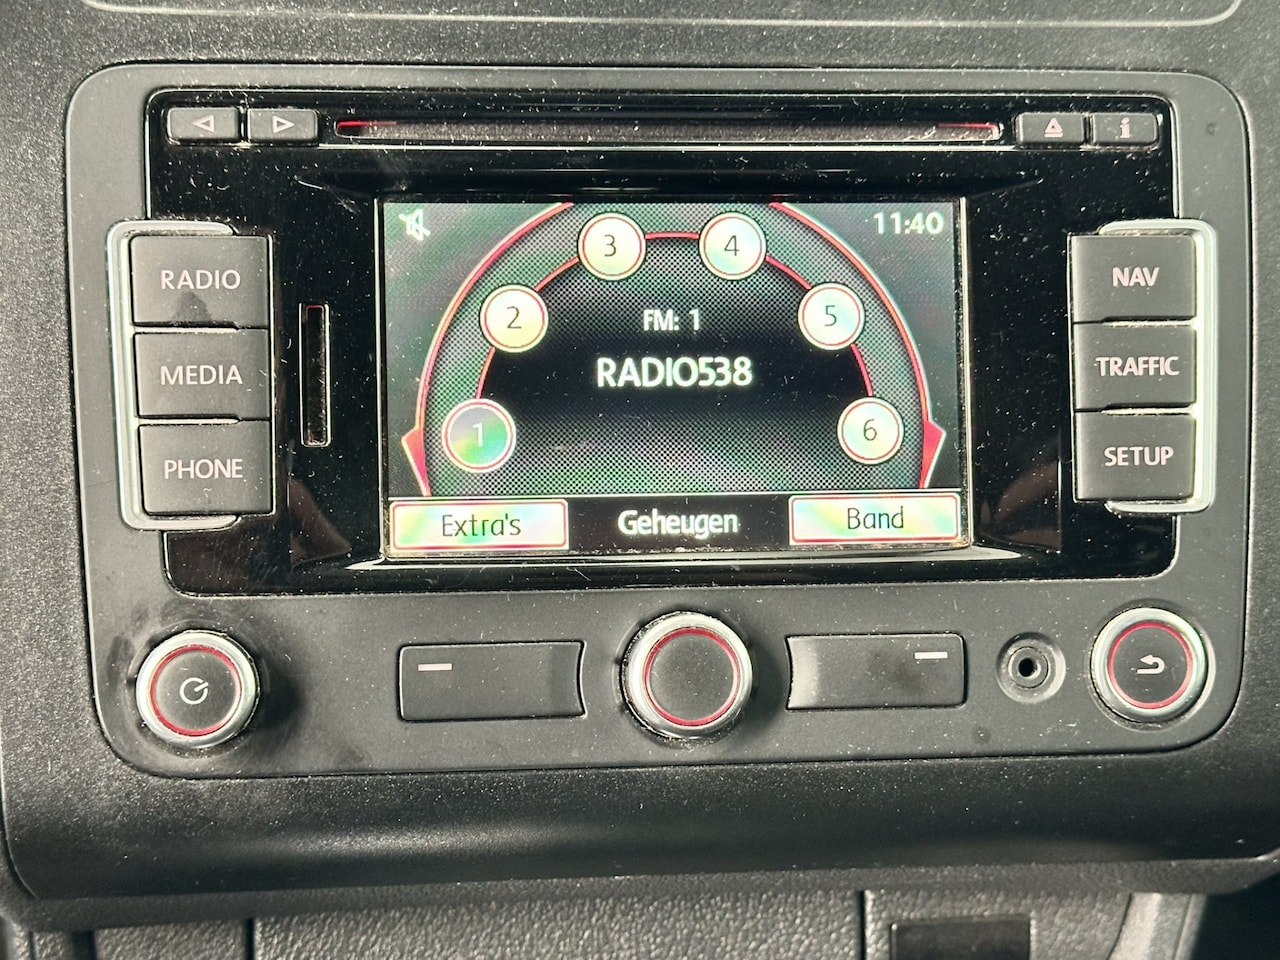 i
RADIO
MEDIA
PHONE
11:40
3
4
2
5
FM: 1
RADIO538
1
6
Extra's
Geheugen
Band
NAV
TRAFFIC
SETUP